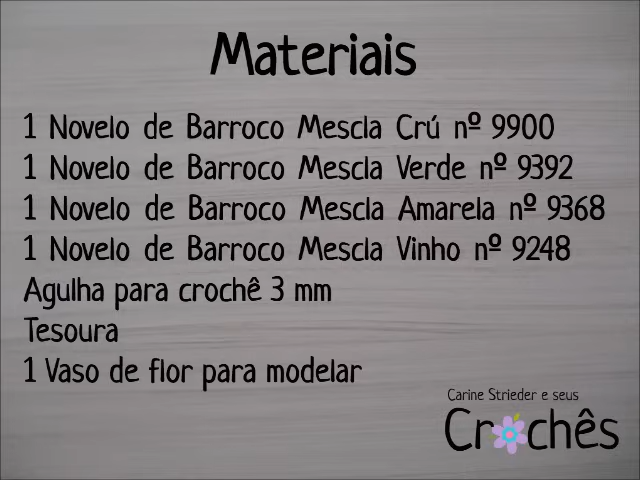 Materiais
1 Novelo de Barroco Mescla Crú nº 9900
1 Novelo de Barroco Mescla Verde nº 9392
1 Novelo de Barroco Mescla Amarela nº 9368
1 Novelo de Barroco Mescla Vinho nº 9248
Agulha para crochê 3 mm
Tesoura
1 Vaso de flor para modelar
Carine Strieder e seus
Crochês